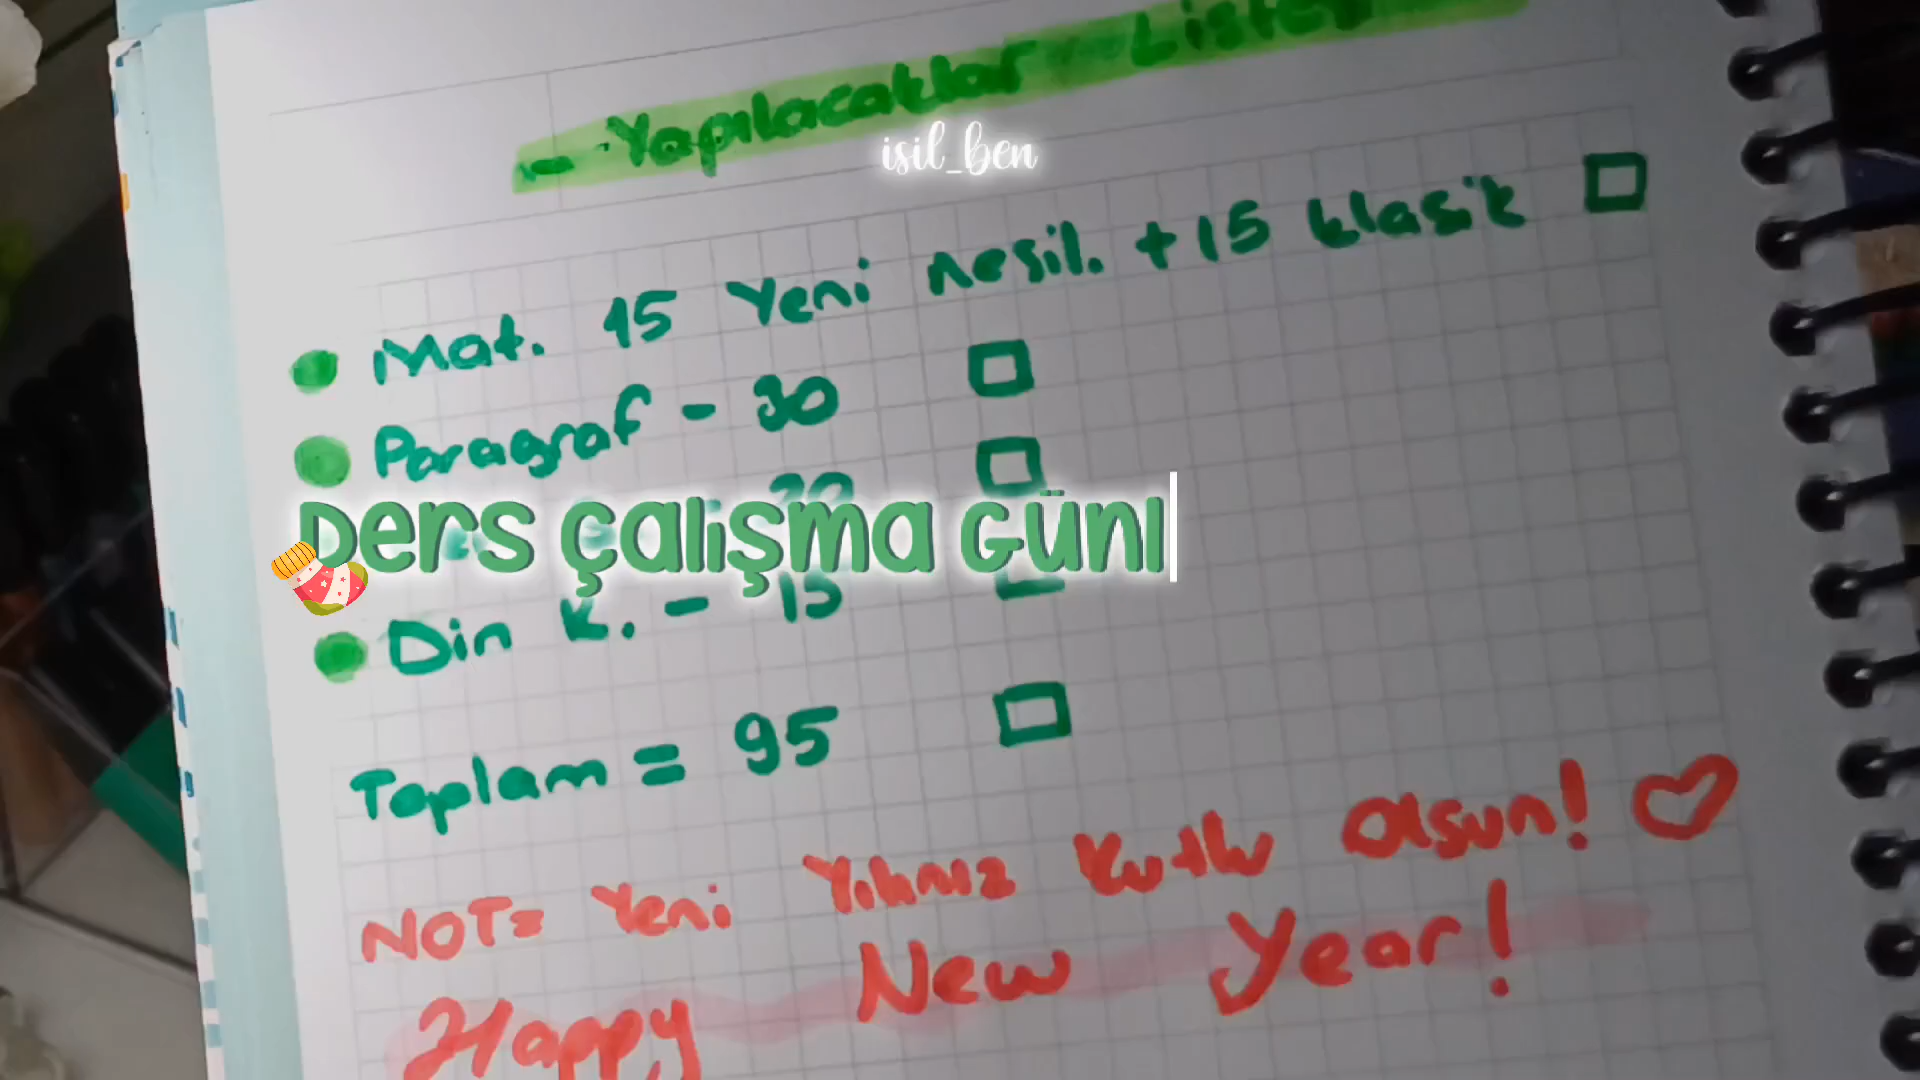 - Yapılacaklar Listesi
isil_ben
Mat. 15 Yeni nesil. + 15 klasik
Paragraf - 30
20
Ders Çalışma Günl
Din K. - 15
Toplam = 95
NOT= Yeni Yılınız Kutlu Olsun!
Happy New Year!